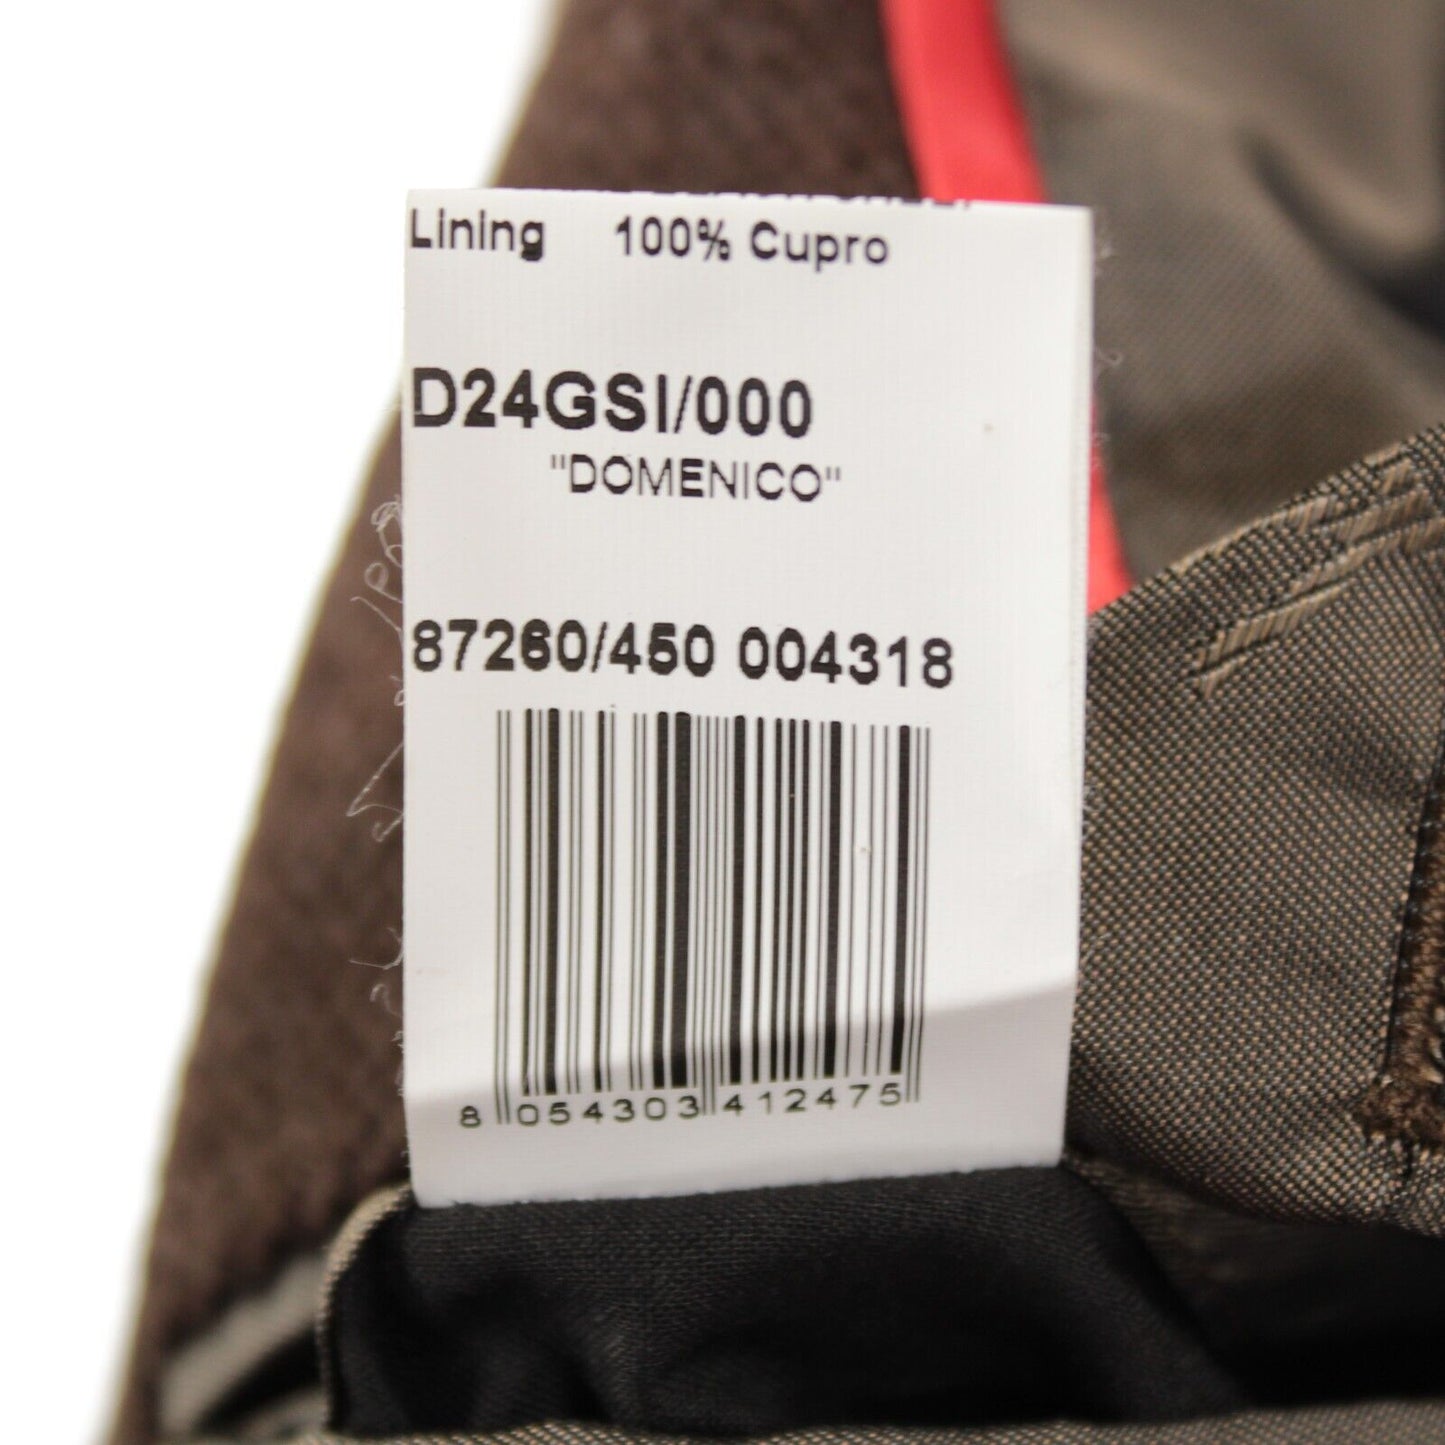 Lining 100% Cupro
D24GSI/000
"DOMENICO"
87260/450 004318
8 054303 412475